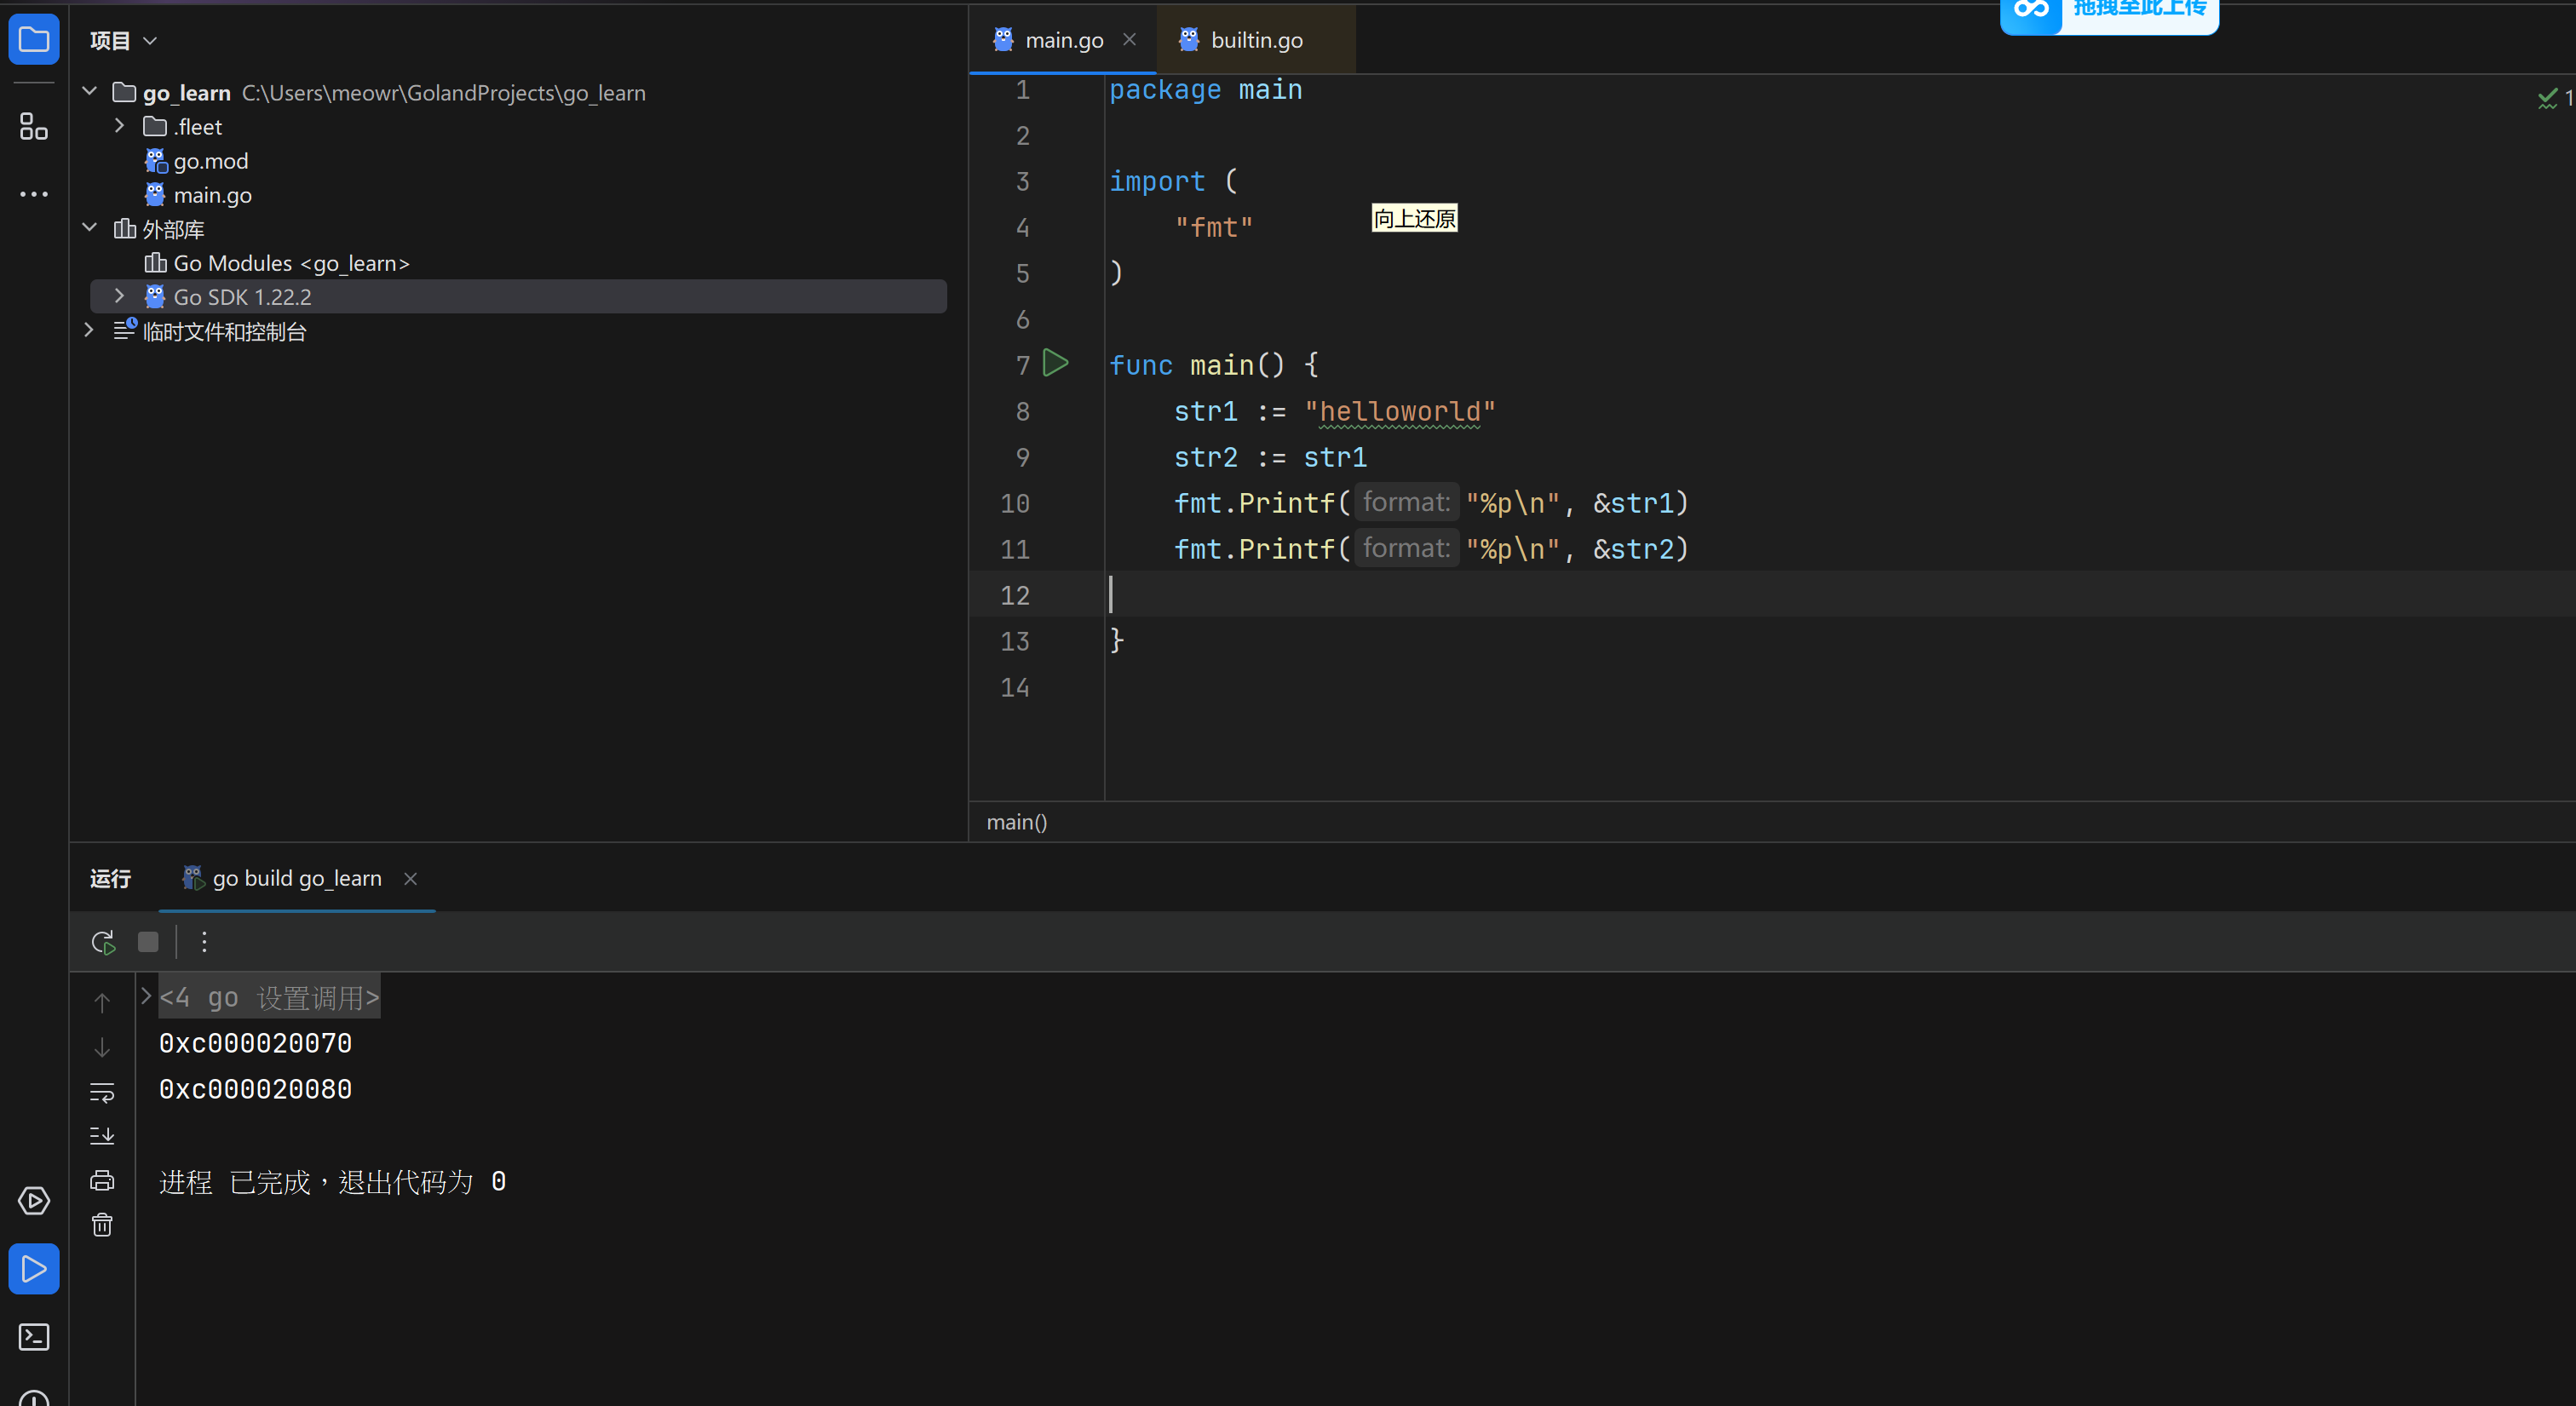 项目
go_learn C:\Users\meowr\GolandProjects\go_learn
.fleet
go.mod
main.go
外部库
Go Modules <go_learn>
Go SDK 1.22.2
临时文件和控制台
main.go
builtin.go
拖拽至此上传
1
1 package main
2
3 import (
4 "fmt"
5 )
6
7 func main() {
8 str1 := "helloworld"
9 str2 := str1
10 fmt.Printf( format: "%p\n", &str1)
11 fmt.Printf( format: "%p\n", &str2)
12
13 }
14
向上还原
main()
运行
go build go_learn
<4 go 设置调用>
0xc000020070
0xc000020080
进程 已完成，退出代码为 0